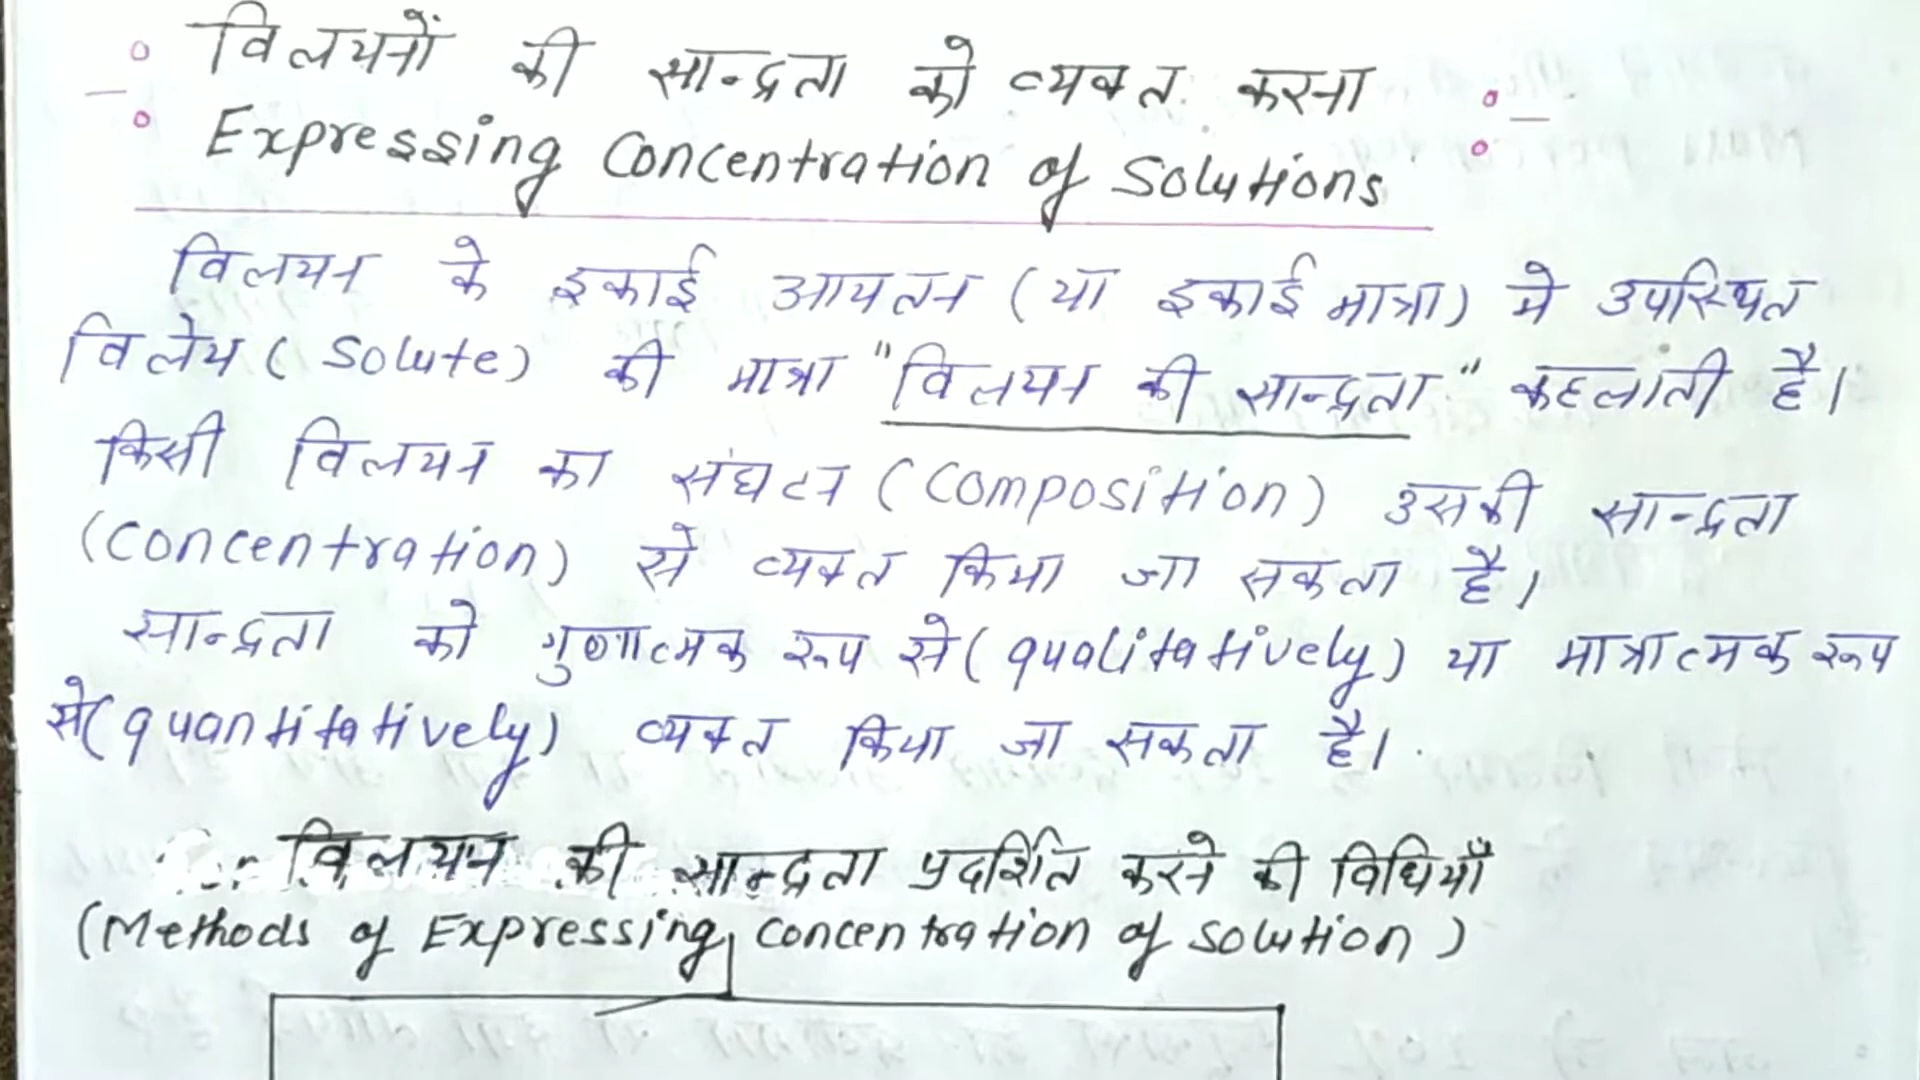 विलयनों की सान्द्रता को व्यक्त करना
Expressing Concentration of Solutions
विलयन के इकाई आयतन (या इकाई मात्रा) मे उपस्थित
विलेय (Solute) की मात्रा "विलयन की सान्द्रता" कहलाती है।
किसी विलयन का संघटन (Composition) उसकी सान्द्रता
(Concentration) से व्यक्त किया जा सकता है।
सान्द्रता को गुणात्मक रूप से (qualitatively) या मात्रात्मक रूप
से (quantitatively) व्यक्त किया जा सकता है।
विलयन की सान्द्रता प्रदर्शित करने की विधियाँ
(Methods of Expressing Concentration of solution)